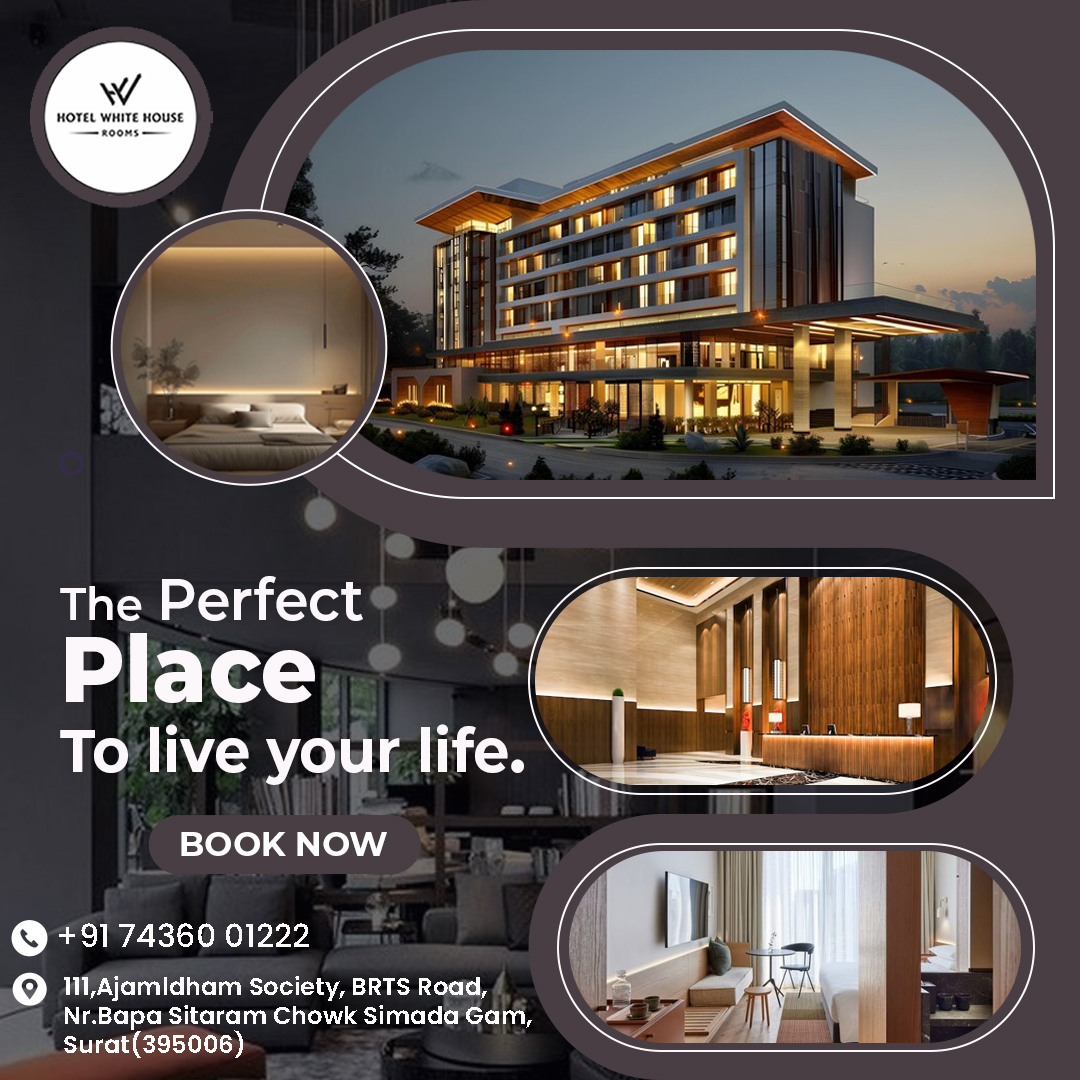 HOTEL WHITE HOUSE
ROOMS
The Perfect
Place
To live your life.
BOOK NOW
+91 74360 01222
111,Ajamldham Society, BRTS Road,
Nr.Bapa Sitaram Chowk Simada Gam,
Surat(395006)